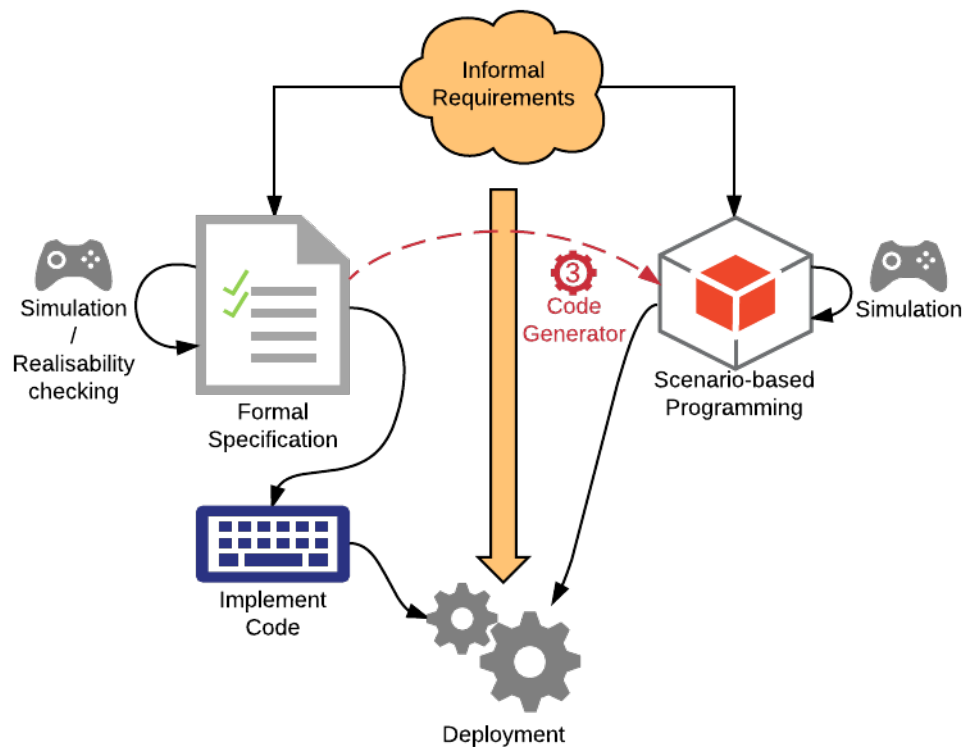 Informal
Requirements
Simulation
/
Realisability
checking
3
Code
Generator
Simulation
Formal
Specification
Scenario-based
Programming
Implement
Code
Deployment